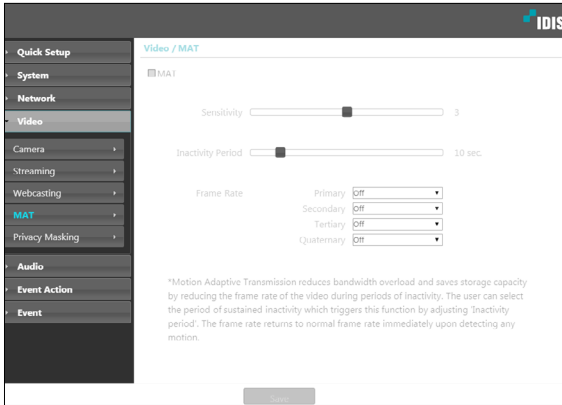 IDIS
Quick Setup
System
Network
Video
Camera
Streaming
Webcasting
MAT
Privacy Masking
Audio
Event Action
Event
Video / MAT
MAT
Sensitivity 3
Inactivity Period 10 sec.
Frame Rate Primary Off
Secondary Off
Tertiary Off
Quaternary Off
*Motion Adaptive Transmission reduces bandwidth overload and saves storage capacity
by reducing the frame rate of the video during periods of inactivity. The user can select
the period of sustained inactivity which triggers this function by adjusting 'Inactivity
period'. The frame rate returns to normal frame rate immediately upon detecting any
motion.
Save